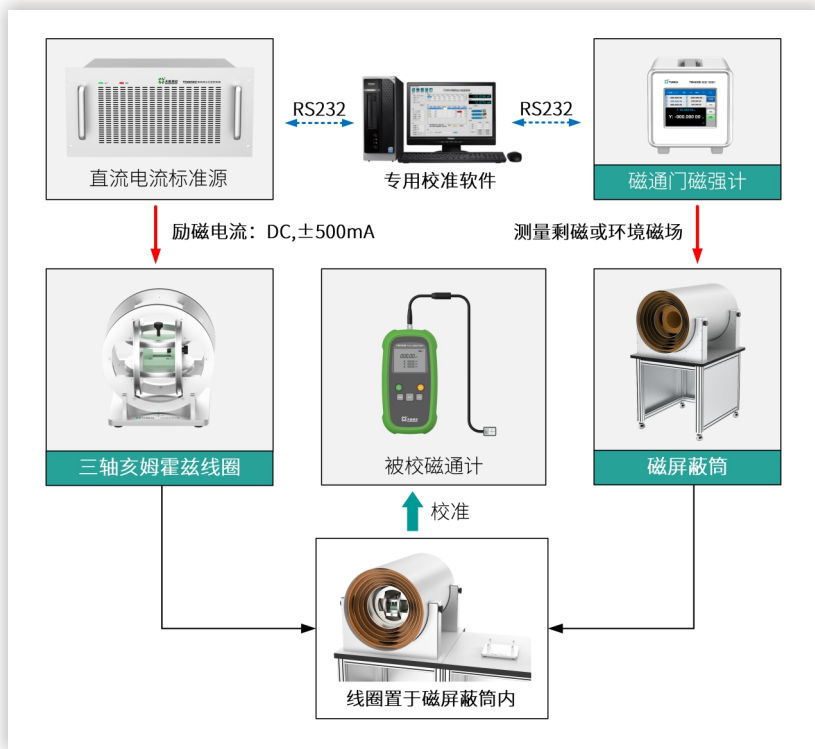 RS232
RS232
直流电流标准源
专用校准软件
磁通门磁强计
励磁电流：DC,±500mA
测量剩磁或环境磁场
三轴亥姆霍兹线圈
被校磁通计
磁屏蔽筒
校准
线圈置于磁屏蔽筒内